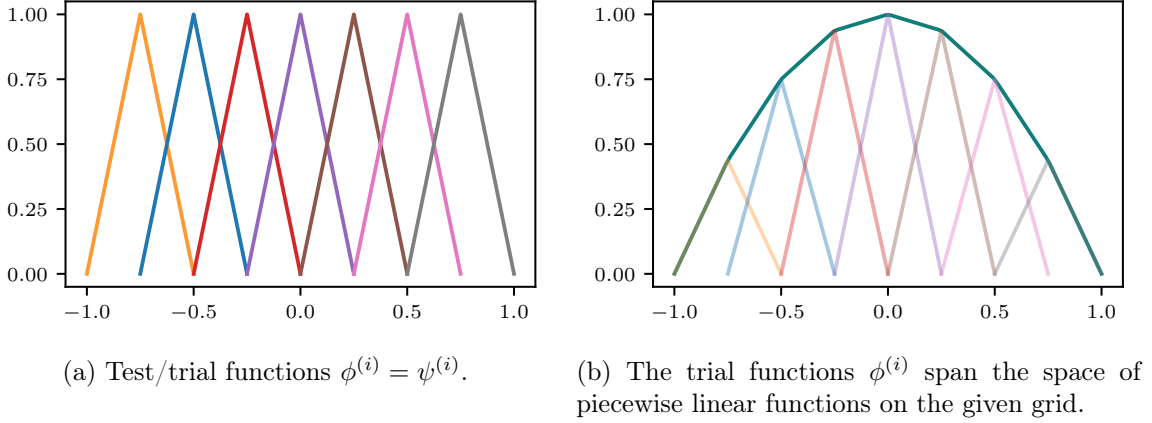 1.00
0.75
0.50
0.25
0.00
−1.0 −0.5 0.0 0.5 1.0
(a) Test/trial functions ϕ^(i) = ψ^(i).
1.00
0.75
0.50
0.25
0.00
−1.0 −0.5 0.0 0.5 1.0
(b) The trial functions ϕ^(i) span the space of
piecewise linear functions on the given grid.